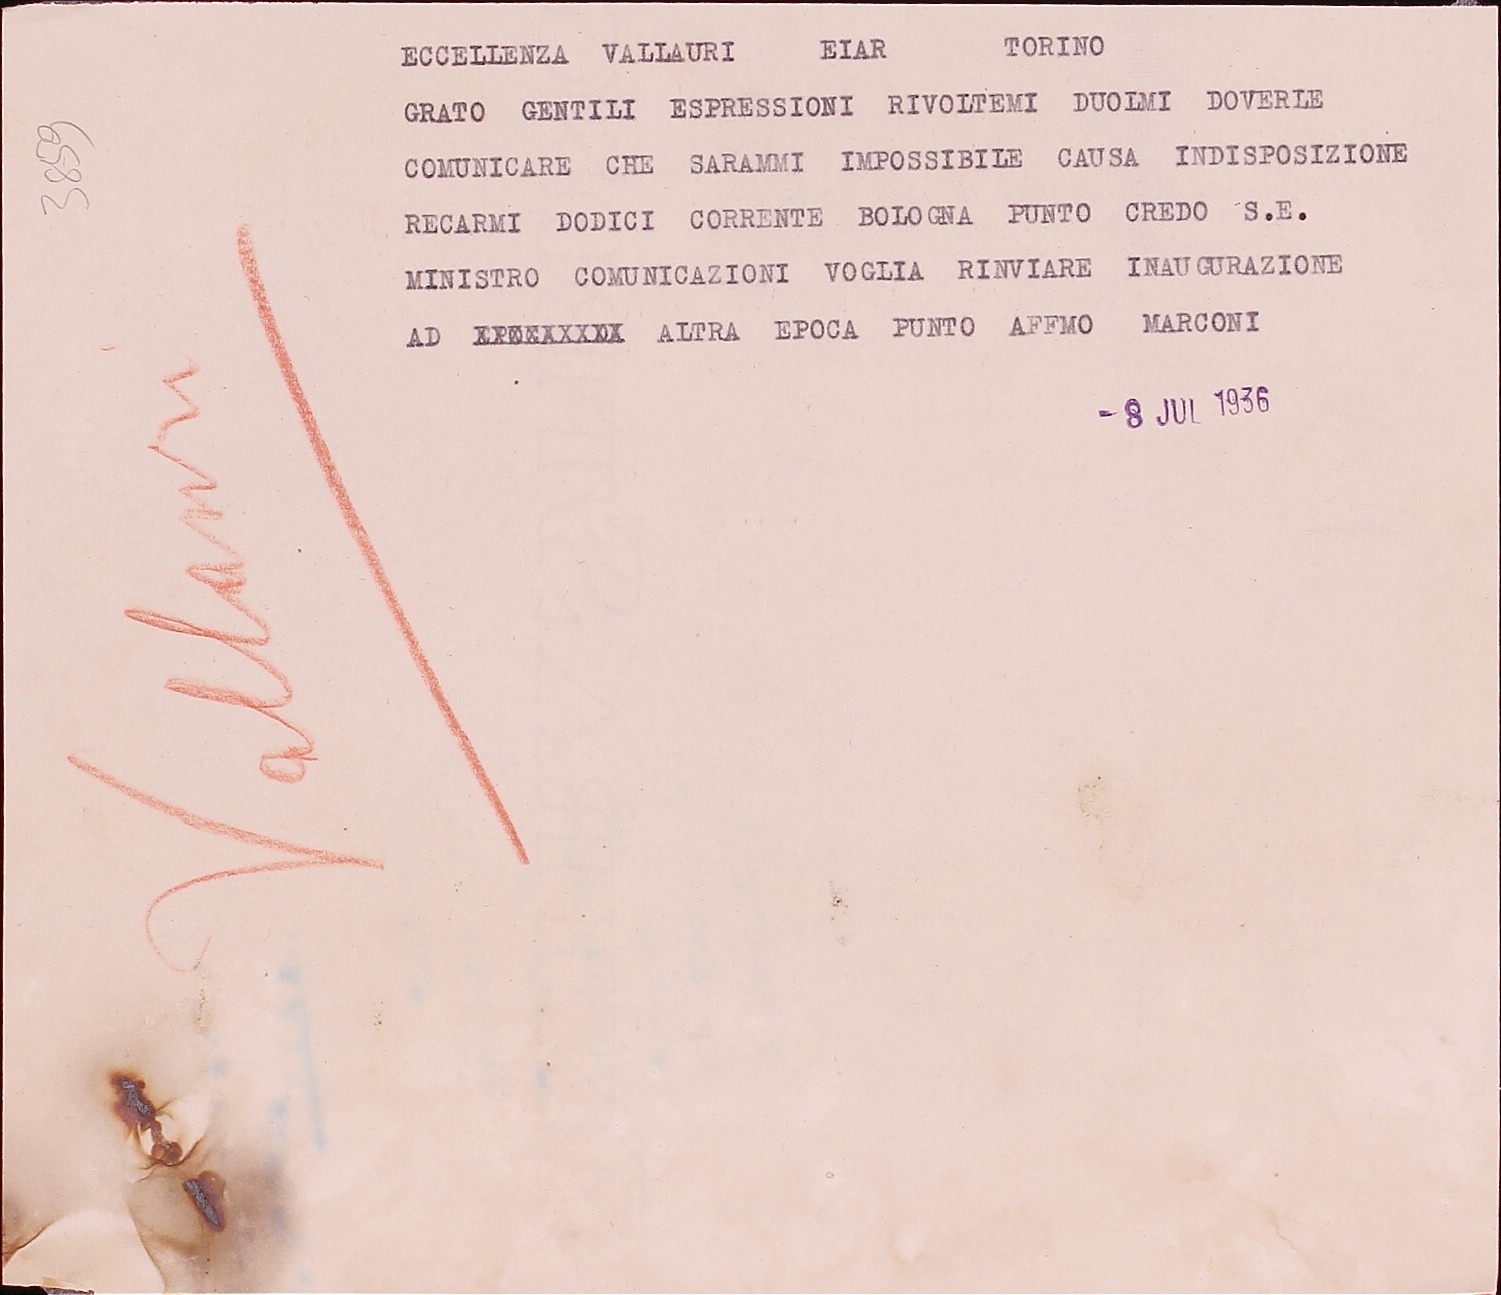 ECCELLENZA VALLAURI EIAR TORINO
GRATO GENTILI ESPRESSIONI RIVOLTEMI DUOLMI DOVERLE
COMUNICARE CHE SARAMMI IMPOSSIBILE CAUSA INDISPOSIZIONE
RECARMI DODICI CORRENTE BOLOGNA PUNTO CREDO S.E.
MINISTRO COMUNICAZIONI VOGLIA RINVIARE INAUGURAZIONE
AD ALTRA EPOCA PUNTO AFFMO MARCONI
-8 JUL 1936
Vallauri